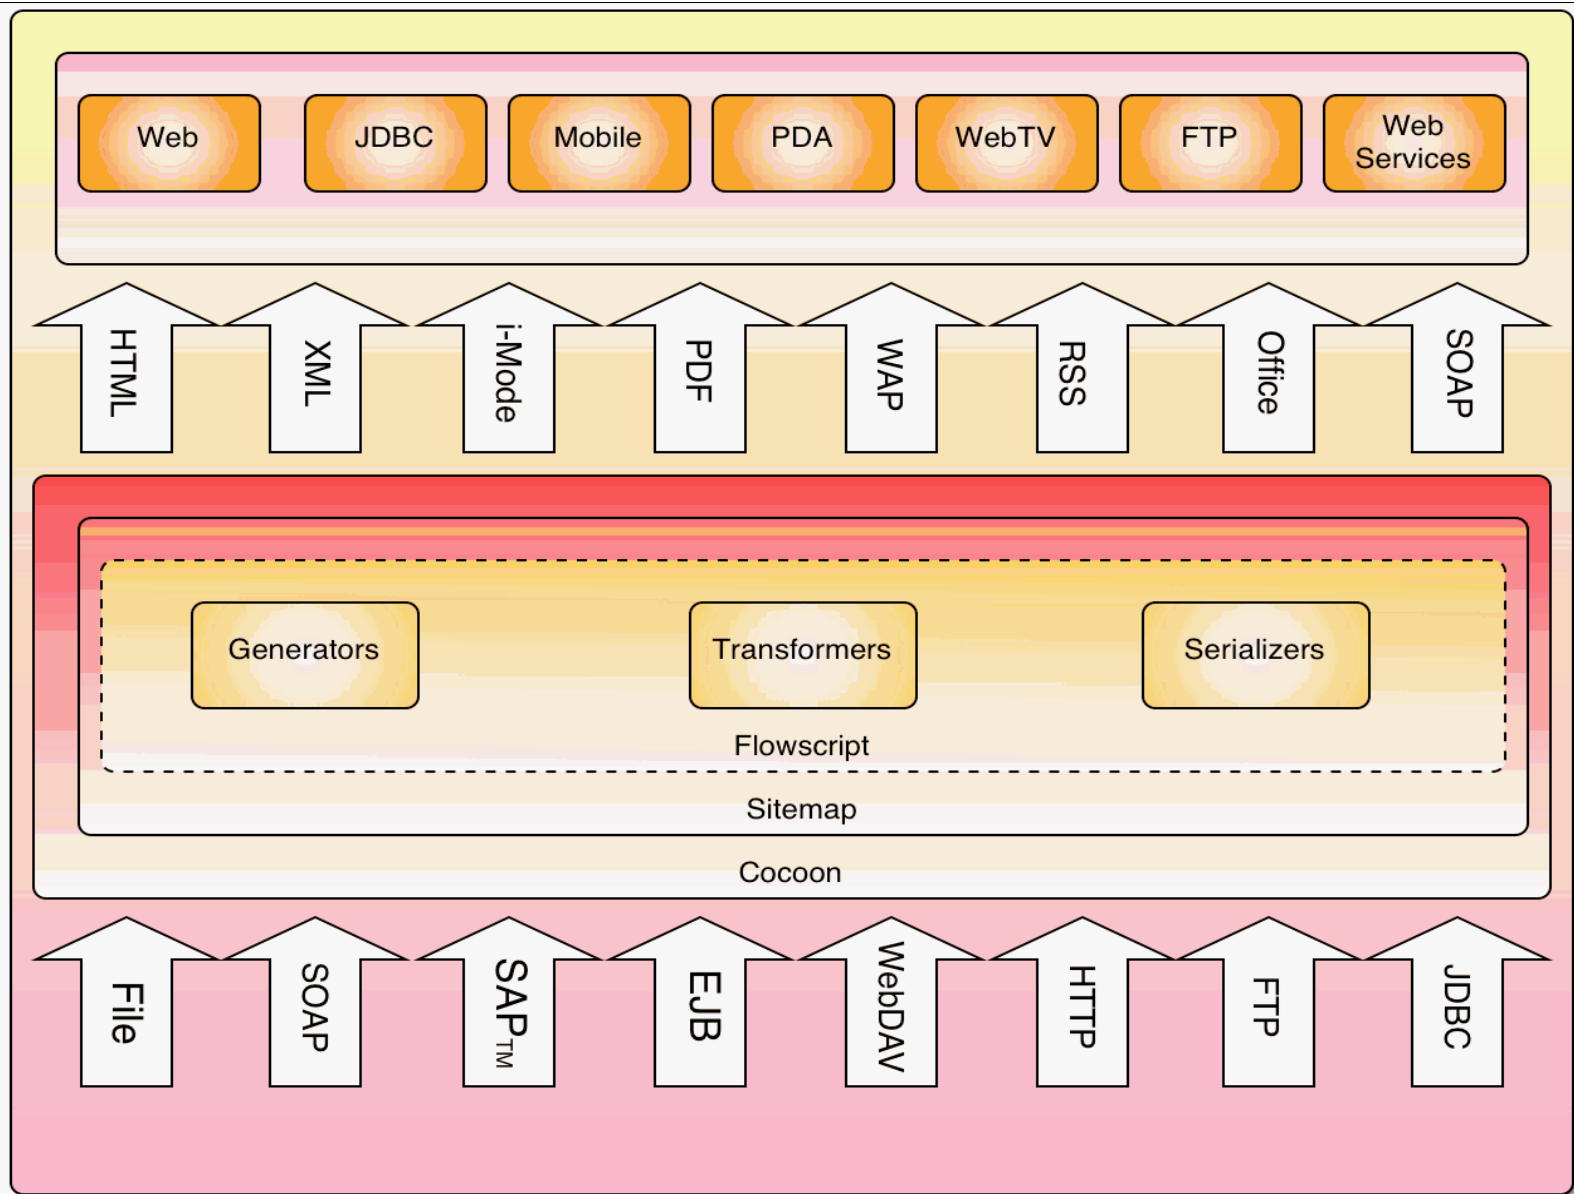 Web
JDBC
Mobile
PDA
WebTV
FTP
Web
Services
HTML
XML
i-Mode
PDF
WAP
RSS
Office
SOAP
Generators
Transformers
Serializers
Flowscript
Sitemap
Cocoon
File
SOAP
SAP™
EJB
WebDAV
HTTP
FTP
JDBC